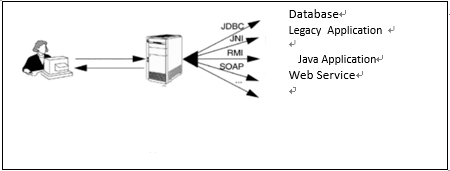 JDBC
JNI
RMI
SOAP
...
Database
Legacy Application
Java Application
Web Service